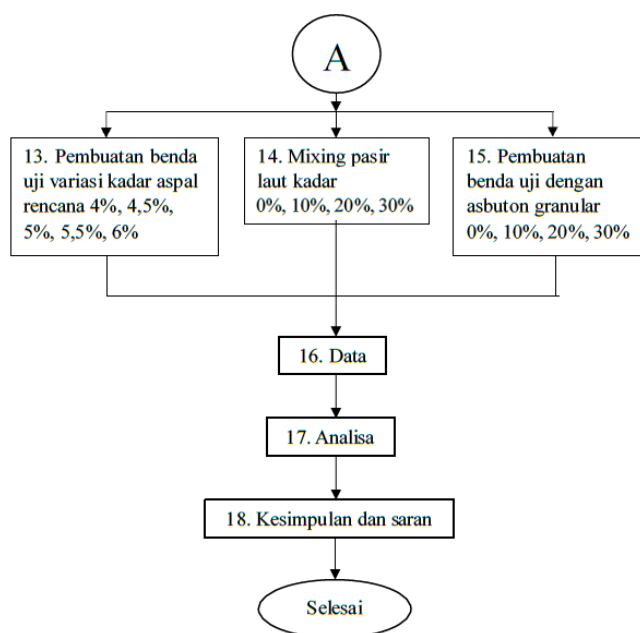 A
13. Pembuatan benda
uji variasi kadar aspal
rencana 4%, 4,5%,
5%, 5,5%, 6%
14. Mixing pasir
laut kadar
0%, 10%, 20%, 30%
15. Pembuatan
benda uji dengan
asbuton granular
0%, 10%, 20%, 30%
16. Data
17. Analisa
18. Kesimpulan dan saran
Selesai